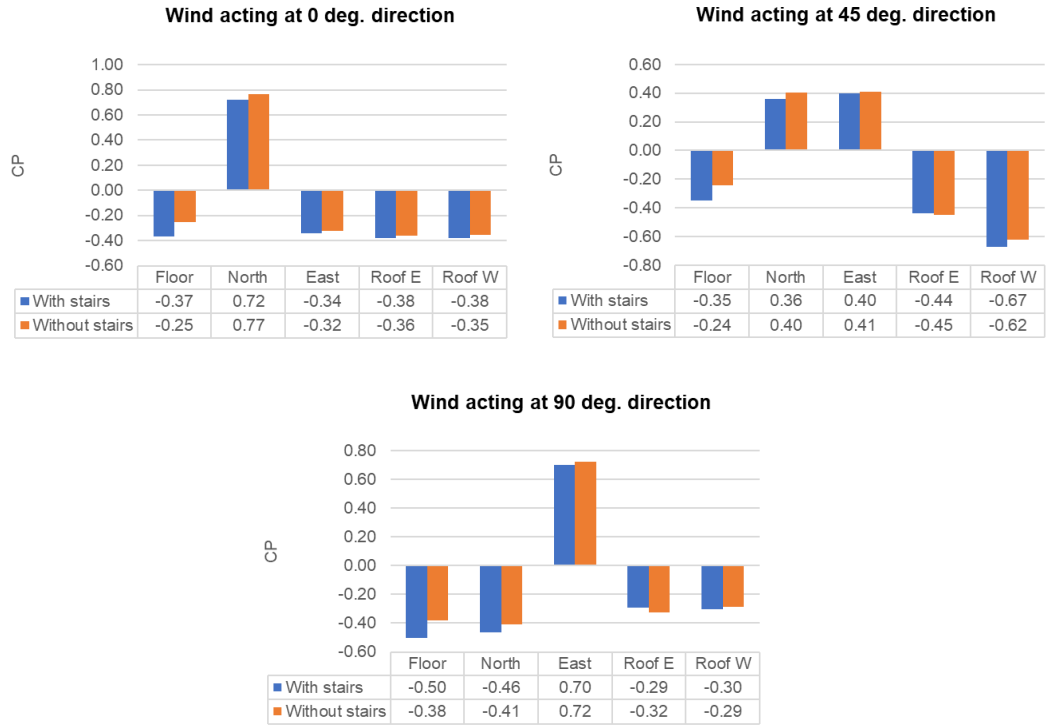 Wind acting at 0 deg. direction
1.00
0.80
0.60
0.40
0.20
0.00
-0.20
-0.40
-0.60
CP
Floor North East Roof E Roof W
With stairs -0.37 0.72 -0.34 -0.38 -0.38
Without stairs -0.25 0.77 -0.32 -0.36 -0.35
Wind acting at 45 deg. direction
0.60
0.40
0.20
0.00
-0.20
-0.40
-0.60
-0.80
CP
Floor North East Roof E Roof W
With stairs -0.35 0.36 0.40 -0.44 -0.67
Without stairs -0.24 0.40 0.41 -0.45 -0.62
Wind acting at 90 deg. direction
0.80
0.60
0.40
0.20
0.00
-0.20
-0.40
-0.60
CP
Floor North East Roof E Roof W
With stairs -0.50 -0.46 0.70 -0.29 -0.30
Without stairs -0.38 -0.41 0.72 -0.32 -0.29